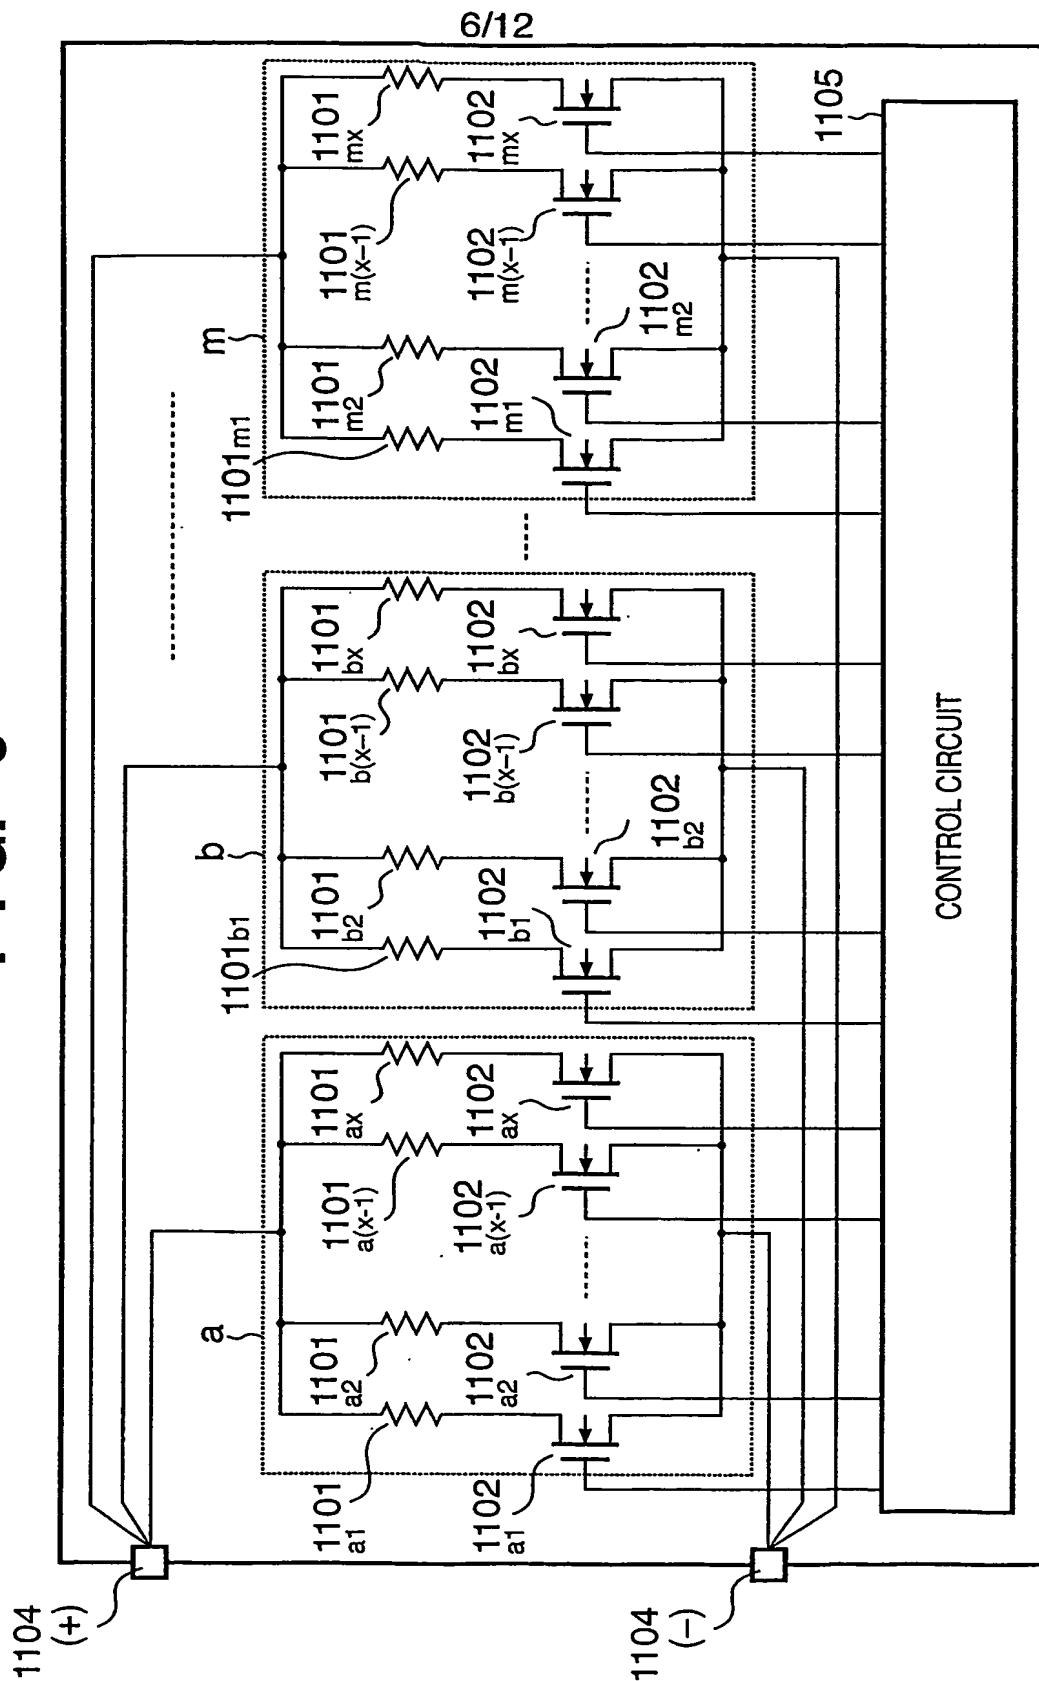 6/12
1104
(+)
1104
(−)
a
b
m
1101
a1
1101
a2
1101
a(x-1)
1101
ax
1102
a1
1102
a2
1102
a(x-1)
1102
ax
1101b1
1101
b2
1101
b(x−1)
1101
bx
1102
b1
1102
b2
1102
b(x−1)
1102
bx
1101m1
1101
m2
1101
m(x−1)
1101
mx
1102
m1
1102
m2
1102
m(x−1)
1102
mx
1105
CONTROL CIRCUIT